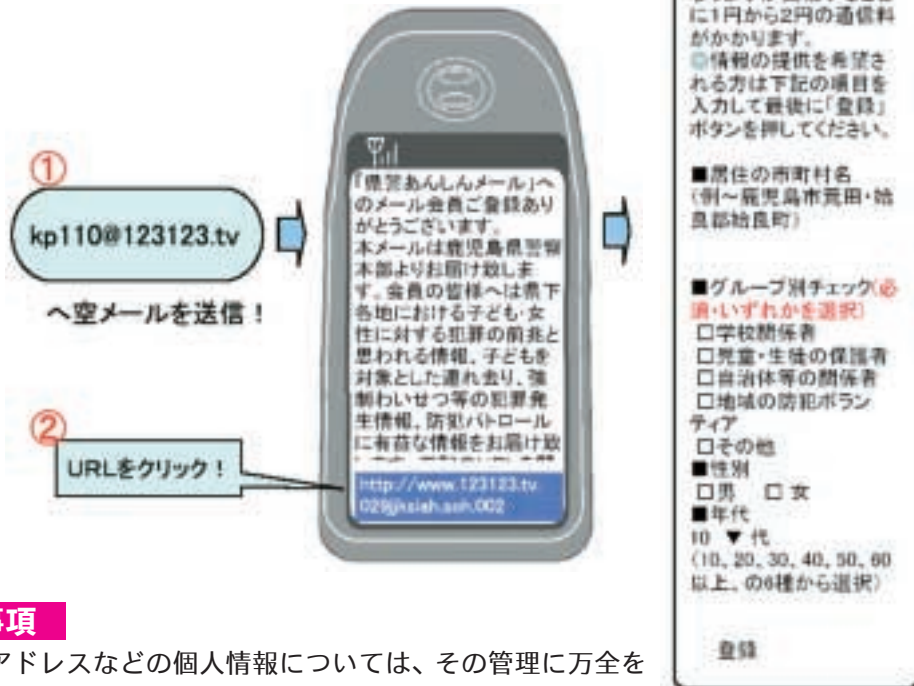 ①
kp110@123123.tv
へ空メールを送信！
②
URLをクリック！
「県警あんしんメール」へ
のメール会員ご登録あり
がとうございます。
本メールは鹿児島県警察
本部よりお届け致しま
す。会員の皆様へは県下
各地における子ども・女
性に対する犯罪の前兆と
思われる情報、子どもを
対象とした連れ去り、強
制わいせつ等の犯罪発
生情報、防犯パトロール
に有益な情報をお届け致
http://www.123123.tv
に1円から2円の通信料
がかかります。
◎情報の提供を希望さ
れる方は下記の項目を
入力して最後に「登録」
ボタンを押してください。
■居住の市町村名
(例～鹿児島市荒田・姶
良郡姶良町)
■グループ別チェック(必
須・いずれかを選択)
□学校関係者
□児童・生徒の保護者
□自治体等の関係者
□地域の防犯ボラン
ティア
□その他
■性別
□男 □女
■年代
10 ▼ 代
(10、20、30、40、50、60
以上、の6種から選択)
登録
事項
アドレスなどの個人情報については、その管理に万全を